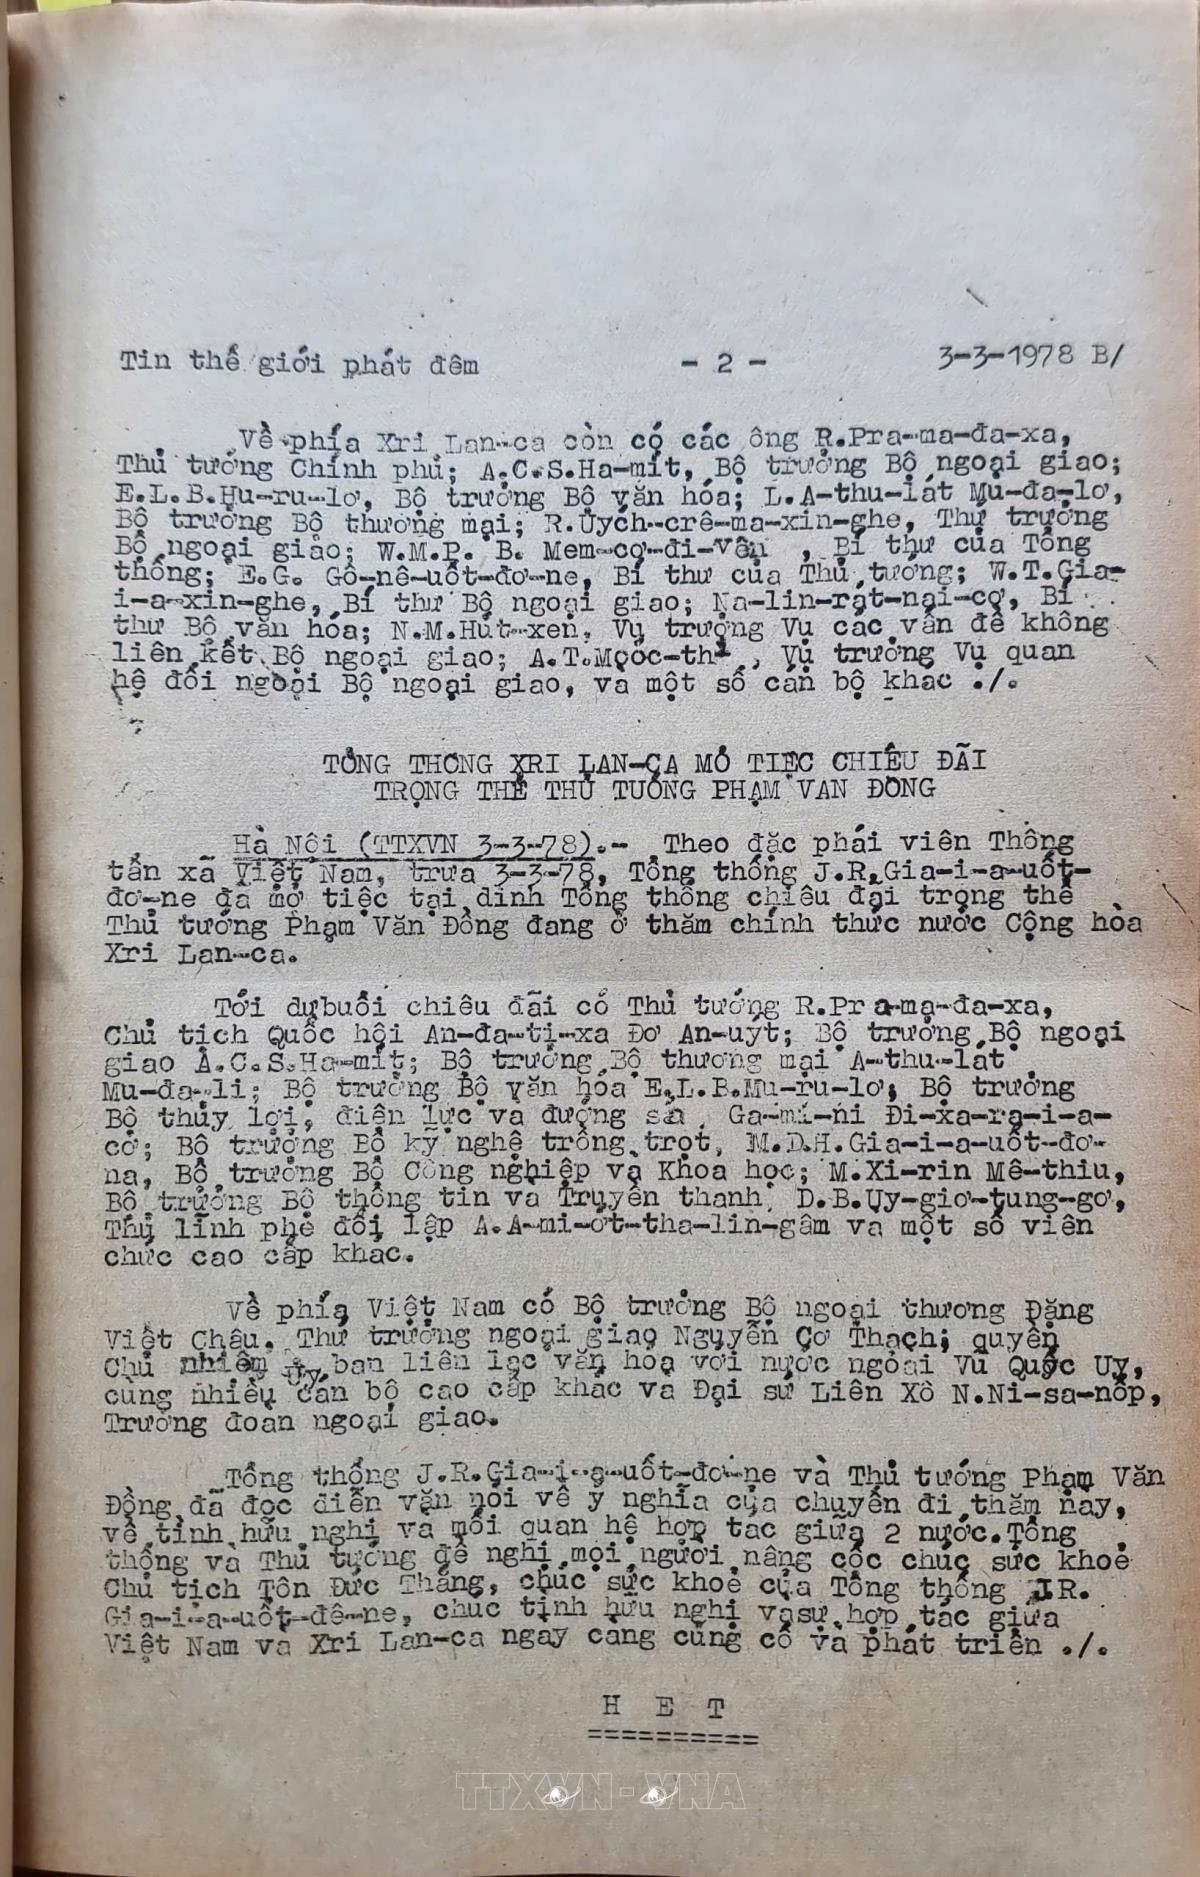 Tin thế giới phát đêm - 2 - 3-3-1978 B/
Về phía Xri Lan-ca còn có các ông R.Pra-ma-đa-xa,
Thủ tướng Chính phủ; A.C.S.Ha-mít, Bộ trưởng Bộ ngoại giao;
E.L.B.Hu-ru-lơ, Bộ trưởng Bộ văn hóa; L.A-thu-lát Mu-đa-lơ,
Bộ trưởng Bộ thương mại; R.Uych-crê-ma-xin-ghe, Thứ trưởng
Bộ ngoại giao; W.M.P. B. Mem-cơ-đi-vên , Bí thư của Tổng
thống; E.G. Gô-nê-uốt-đơ-ne, Bí thư của Thủ tương; W.T.Gia-
i-a-xin-ghe, Bí thư Bộ ngoại giao; Na-lin-rat-nai-cơ, Bí
thư Bộ văn hóa; N.M.Hút-xen, Vụ trưởng Vụ các vấn đề không
liên kết Bộ ngoại giao; A.T.Moóc-thi , Vụ trưởng Vụ quan
hệ đối ngoại Bộ ngoại giao, và một số cán bộ khac ./.
TỔNG THỐNG XRI LAN-CA MỞ TIỆC CHIÊU ĐÃI
TRỌNG THỂ THỦ TƯỚNG PHẠM VAN ĐỒNG
Hà Nội (TTXVN 3-3-78).- Theo đặc phái viên Thông
tấn xã Việt Nam, trưa 3-3-78, Tổng thống J.R.Gia-i-a-uốt-
đơ-ne đã mở tiệc tại dinh Tổng thống chiêu đại trọng thể
Thủ tướng Phạm Văn Đồng đang ở thăm chính thức nước Cộng hòa
Xri Lan-ca.
Tới dựbuổi chiêu đãi có Thủ tướng R.Pra-ma-đa-xa,
Chủ tịch Quốc hội An-đa-ti-xa Đơ An-uýt; Bộ trưởng Bộ ngoại
giao A.C.S.Ha-mít; Bộ trưởng Bộ thương mại A-thu-lát
Mu-đa-li; Bộ trưởng Bộ văn hóa E.L.B.Mu-ru-lơ; Bộ trưởng
Bộ thủy lợi, điện lực và đường sá Ga-mi-ni Đi-xa-ra-i-a-
cơ; Bộ trưởng Bộ kỹ nghệ trồng trọt, M.D.H.Gia-i-a-uốt-đơ-
na, Bộ trưởng Bộ Công nghiệp và Khoa học; M.Xi-rin Mê-thiu,
Bộ trưởng Bộ thông tin và Truyền thanh D.B.Uy-giơ-tung-gơ,
Thủ lĩnh phe đối lập A.A-mi-ớt-tha-lin-gâm và một số viên
chức cao cấp khác.
Về phía Việt Nam có Bộ trưởng Bộ ngoại thương Đặng
Việt Châu, Thứ trưởng ngoại giao Nguyễn Cơ Thạch; quyền
Chủ nhiệm Ủy ban liên lạc văn hóa với nước ngoài Vũ Quốc Uy,
cùng nhiều cán bộ cao cấp khác và Đại sứ Liên Xô N.Ni-sa-nốp,
Trưởng đoàn ngoại giao.
Tổng thống J.R.Gia-i-a-uốt-đơ-ne và Thủ tướng Phạm Văn
Đồng đã đọc diễn văn nói về ý nghĩa của chuyến đi thăm này,
về tình hữu nghị và mối quan hệ hợp tác giữa 2 nước.Tổng
thống và Thủ tướng đề nghị mọi người nâng cốc chúc sức khoẻ
Chủ tịch Tôn Đức Thắng, chúc sức khoẻ của Tổng thống J.R.
Gia-i-a-uốt-đê-ne, chúc tình hữu nghị vàsự hợp tác giữa
Việt Nam và Xri Lan-ca ngày càng củng cố và phát triển ./.
H E T
==========
TTXVN-VNA